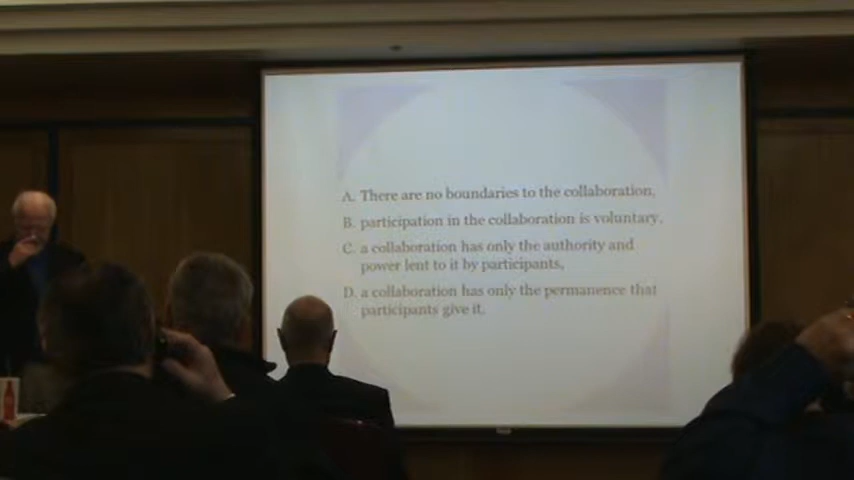 A. There are no boundaries to the collaboration,
B. participation in the collaboration is voluntary,
C. a collaboration has only the authority and
power lent to it by participants,
D. a collaboration has only the permanence that
participants give it.